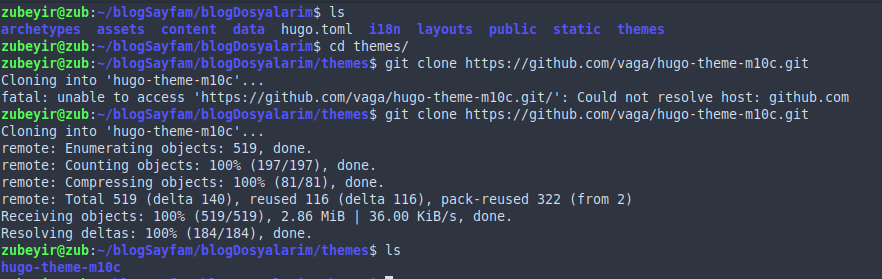 zubeyir@zub:~/blogSayfam/blogDosyalarim$ ls
archetypes  assets  content  data  hugo.toml  i18n  layouts  public  static  themes
zubeyir@zub:~/blogSayfam/blogDosyalarim$ cd themes/
zubeyir@zub:~/blogSayfam/blogDosyalarim/themes$ git clone https://github.com/vaga/hugo-theme-m10c.git
Cloning into 'hugo-theme-m10c'...
fatal: unable to access 'https://github.com/vaga/hugo-theme-m10c.git/': Could not resolve host: github.com
zubeyir@zub:~/blogSayfam/blogDosyalarim/themes$ git clone https://github.com/vaga/hugo-theme-m10c.git
Cloning into 'hugo-theme-m10c'...
remote: Enumerating objects: 519, done.
remote: Counting objects: 100% (197/197), done.
remote: Compressing objects: 100% (81/81), done.
remote: Total 519 (delta 140), reused 116 (delta 116), pack-reused 322 (from 2)
Receiving objects: 100% (519/519), 2.86 MiB | 36.00 KiB/s, done.
Resolving deltas: 100% (184/184), done.
zubeyir@zub:~/blogSayfam/blogDosyalarim/themes$ ls
hugo-theme-m10c